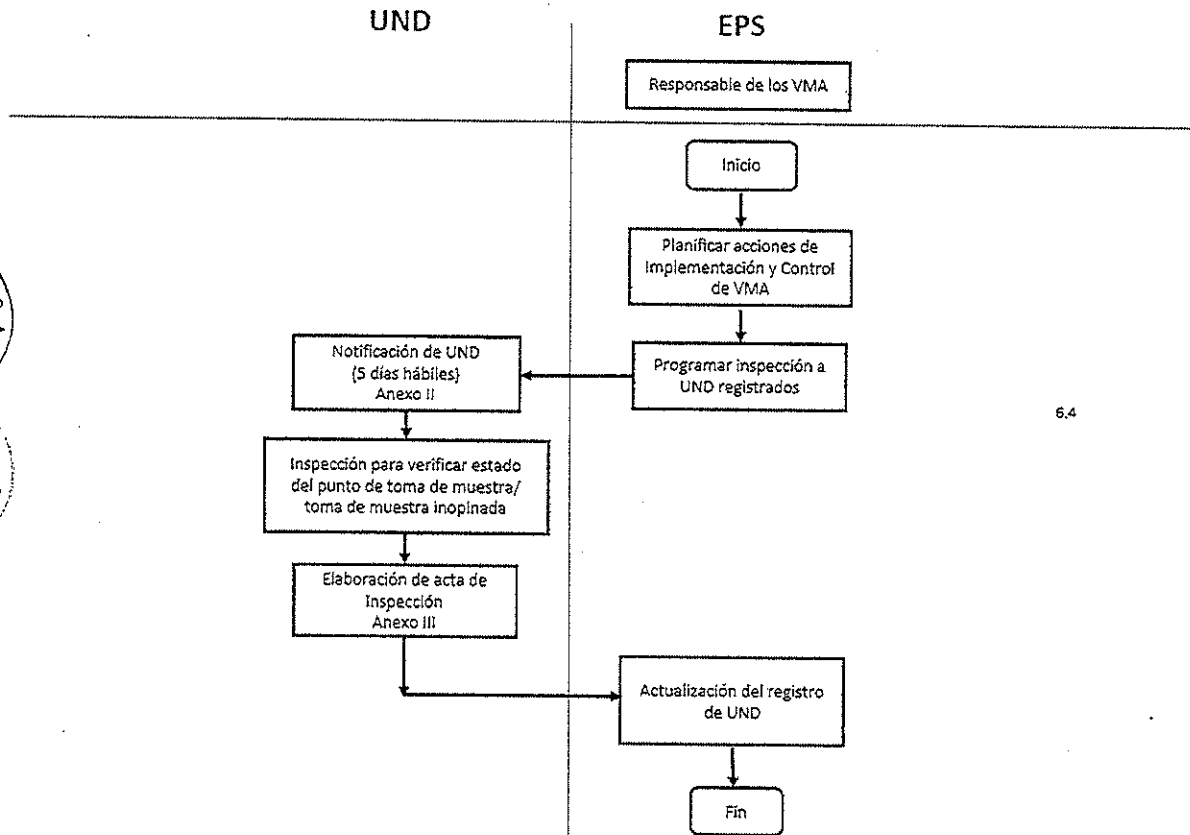 UND
EPS
Responsable de los VMA
Inicio
Planificar acciones de
Implementación y Control
de VMA
Programar inspección a
UND registrados
Notificación de UND
(5 días hábiles)
Anexo II
6.4
Inspección para verificar estado
del punto de toma de muestra/
toma de muestra inopinada
Elaboración de acta de
Inspección
Anexo III
Actualización del registro
de UND
Fin